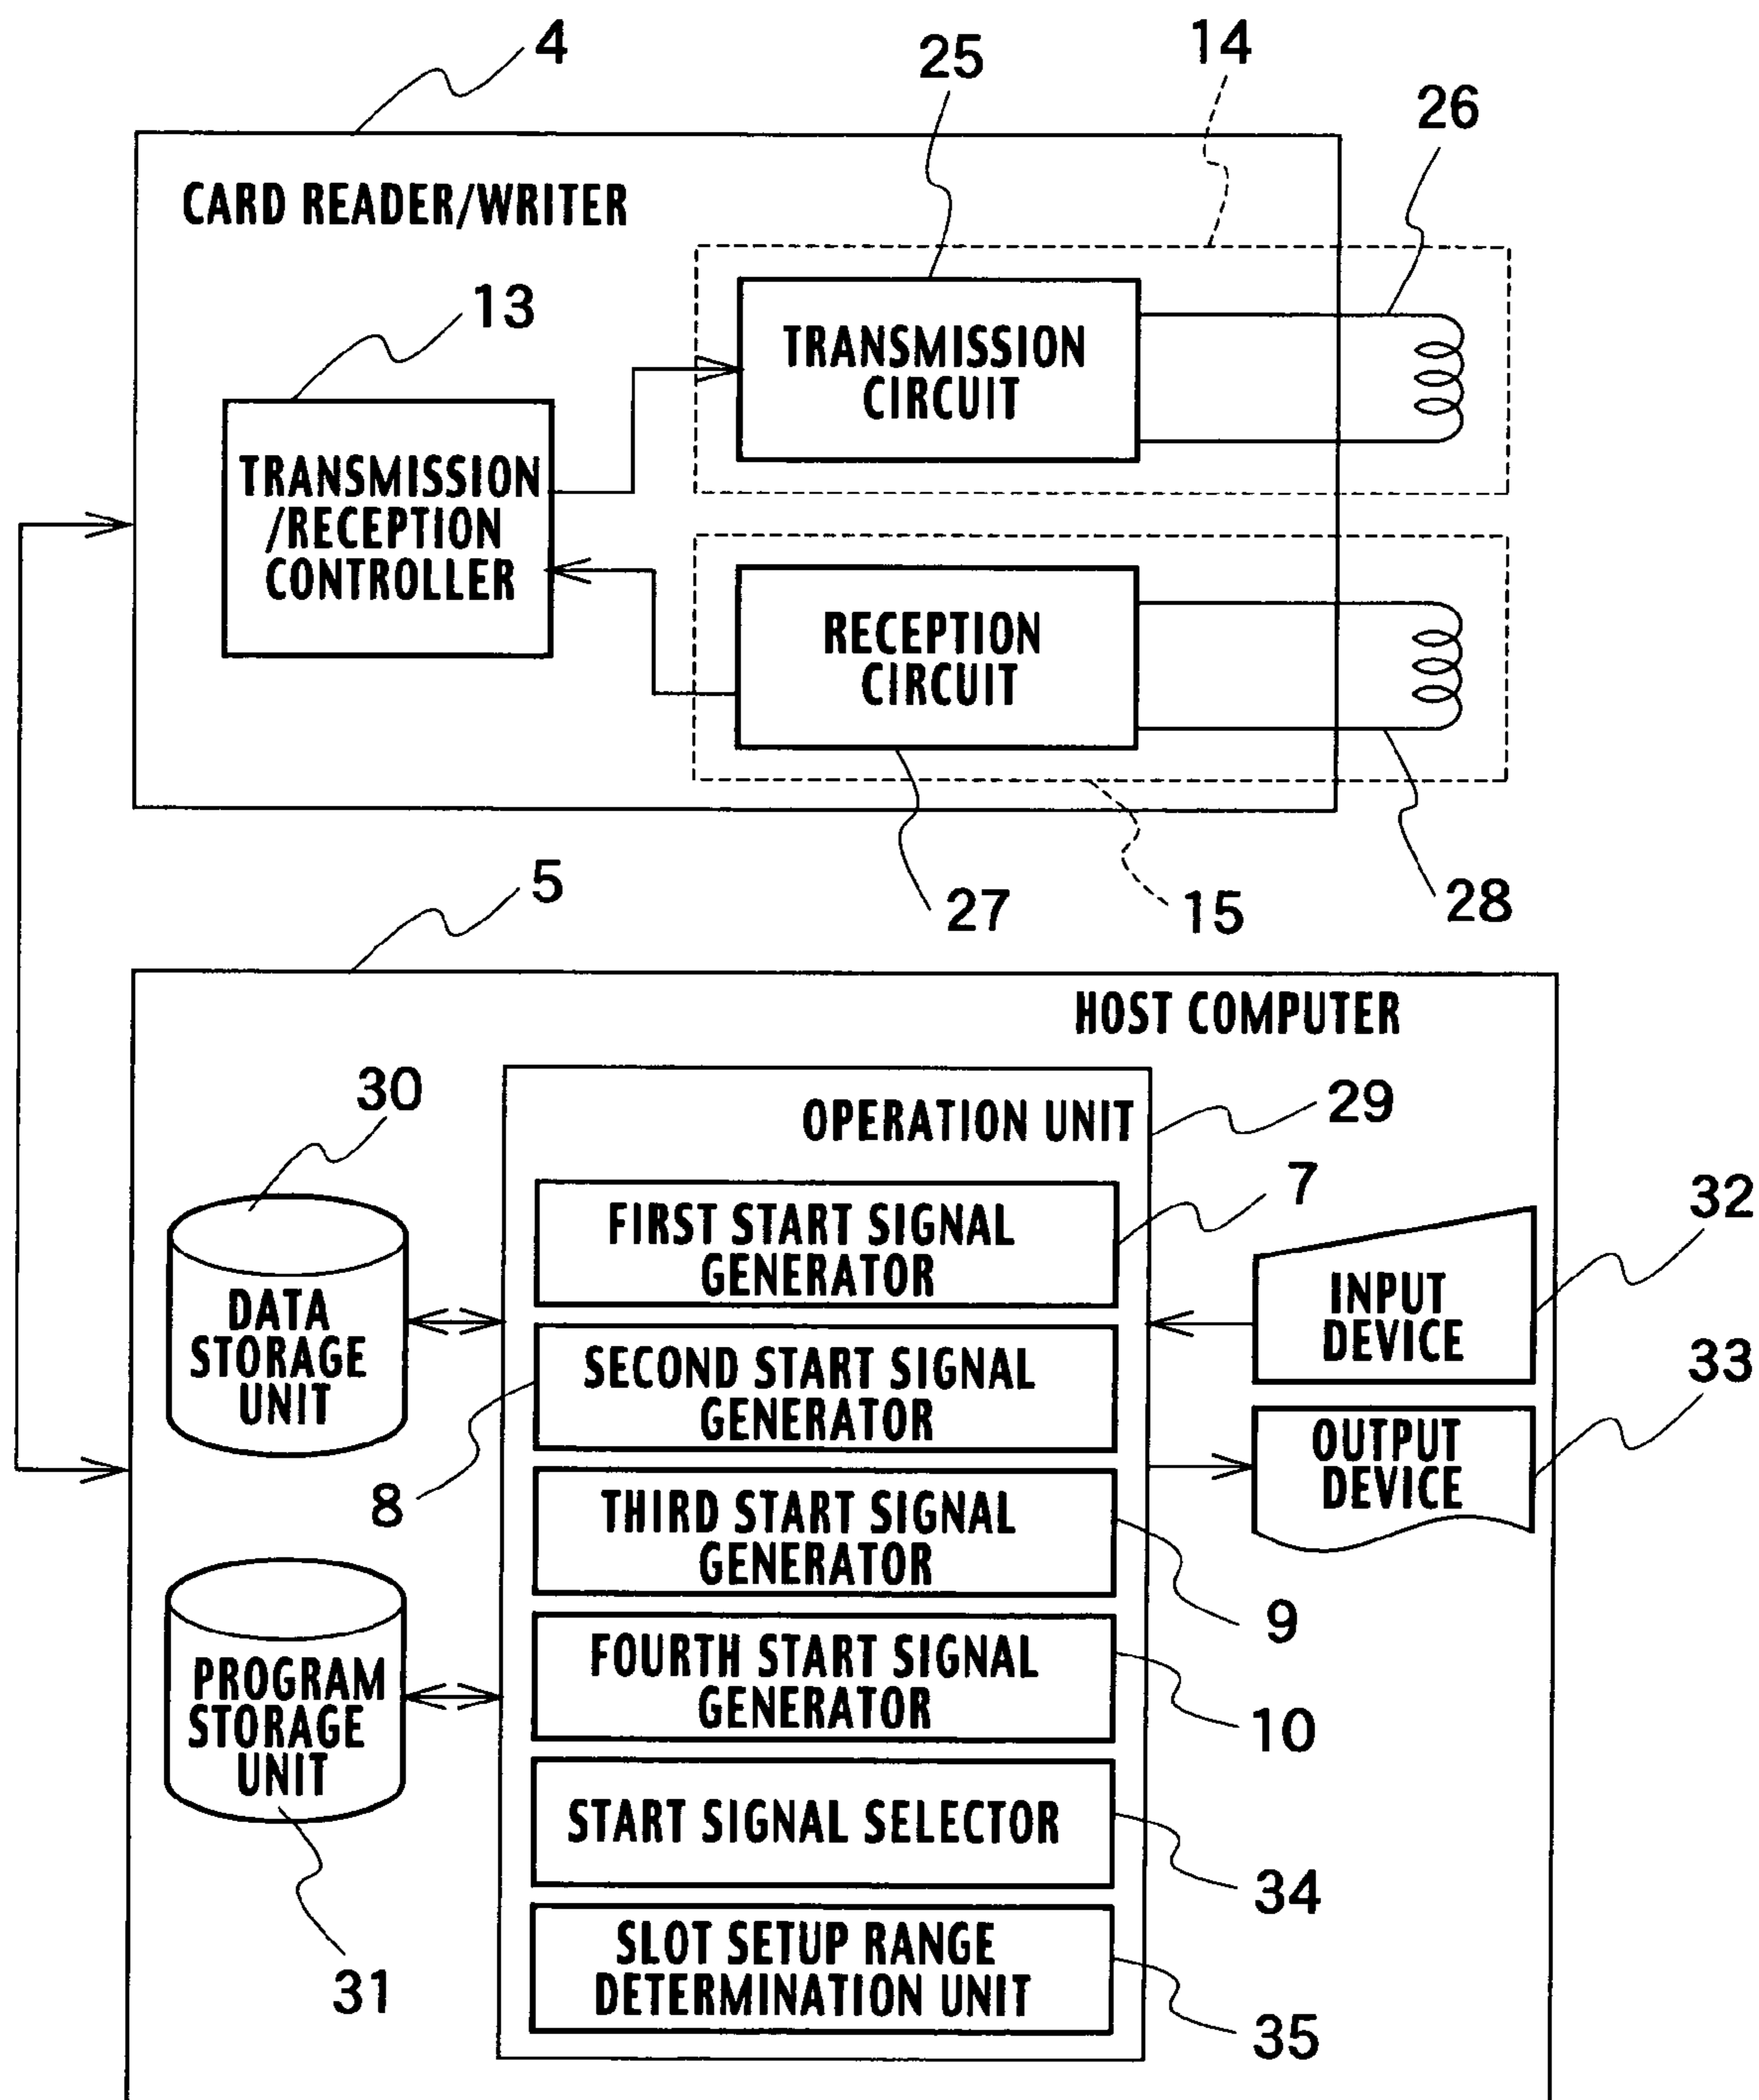 4
25
14
26
CARD READER/WRITER
13
TRANSMISSION
CIRCUIT
TRANSMISSION
/RECEPTION
CONTROLLER
RECEPTION
CIRCUIT
27
15
28
5
HOST COMPUTER
30
OPERATION UNIT
29
7
FIRST START SIGNAL
GENERATOR
32
INPUT
DEVICE
DATA
STORAGE
UNIT
SECOND START SIGNAL
GENERATOR
33
8
OUTPUT
DEVICE
THIRD START SIGNAL
GENERATOR
9
FOURTH START SIGNAL
GENERATOR
10
PROGRAM
STORAGE
UNIT
START SIGNAL SELECTOR
34
31
SLOT SETUP RANGE
DETERMINATION UNIT
35